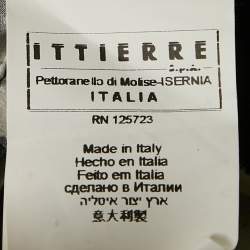 ITTIERRE
s.p.a.
Pettoranello di Molise-ISERNIA
ITALIA
RN 125723
Made in Italy
Hecho en Italia
Feito em Italia
сделано в Италии
ארץ יצור איטליה
意大利製